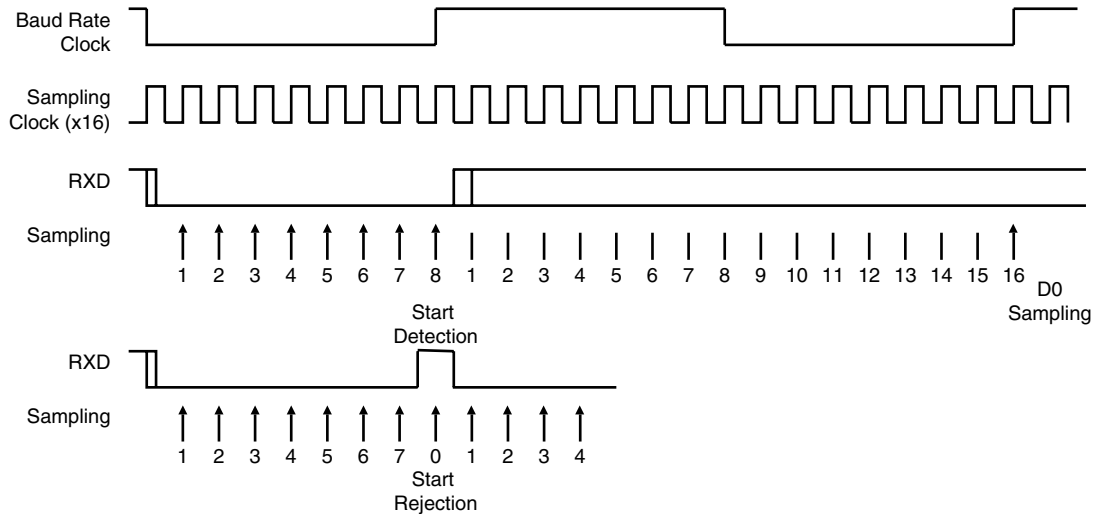 Baud Rate
Clock
Sampling
Clock (x16)
RXD
Sampling
1 2 3 4 5 6 7 8 1 2 3 4 5 6 7 8 9 10 11 12 13 14 15 16
D0
Sampling
Start
Detection
RXD
Sampling
1 2 3 4 5 6 7 0 1 2 3 4
Start
Rejection